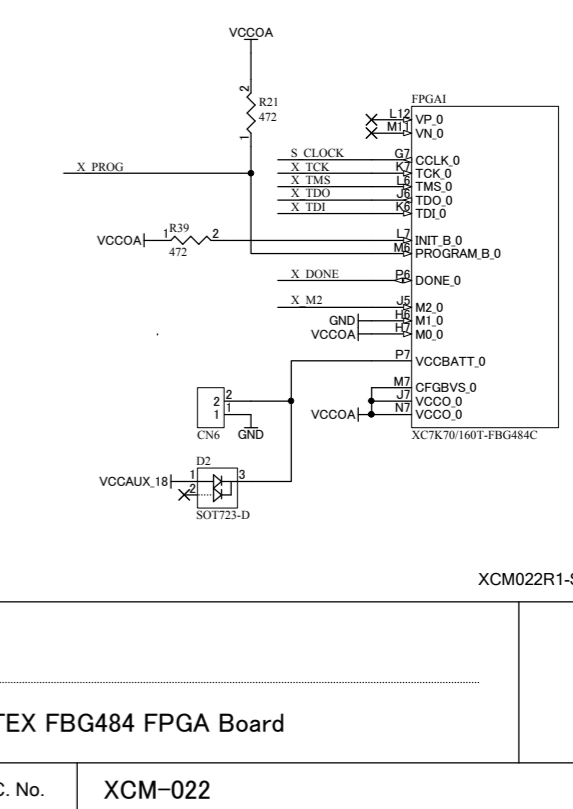 VCCOA
2
R21
472
1
FPGAI
L12 VP_0
M11 VN_0
S_CLOCK G7 CCLK_0
X_TCK K7 TCK_0
X_TMS L6 TMS_0
X_TDO J6 TDO_0
X_TDI K6 TDI_0
X_PROG
VCCOA 1 R39 2 L7 INIT_B_0
472
M6 PROGRAM_B_0
X_DONE P6 DONE_0
X_M2 J5 M2_0
GND H6 M1_0
VCCOA H7 M0_0
P7 VCCBATT_0
M7 CFGBVS_0
J7 VCCO_0
VCCOA N7 VCCO_0
XC7K70/160T-FBG484C
2 2
1 1
CN6 GND
D2
VCCAUX_18 1 3
2
SOT723-D
XCM022R1-S
TEX FBG484 FPGA Board
C. No. XCM-022